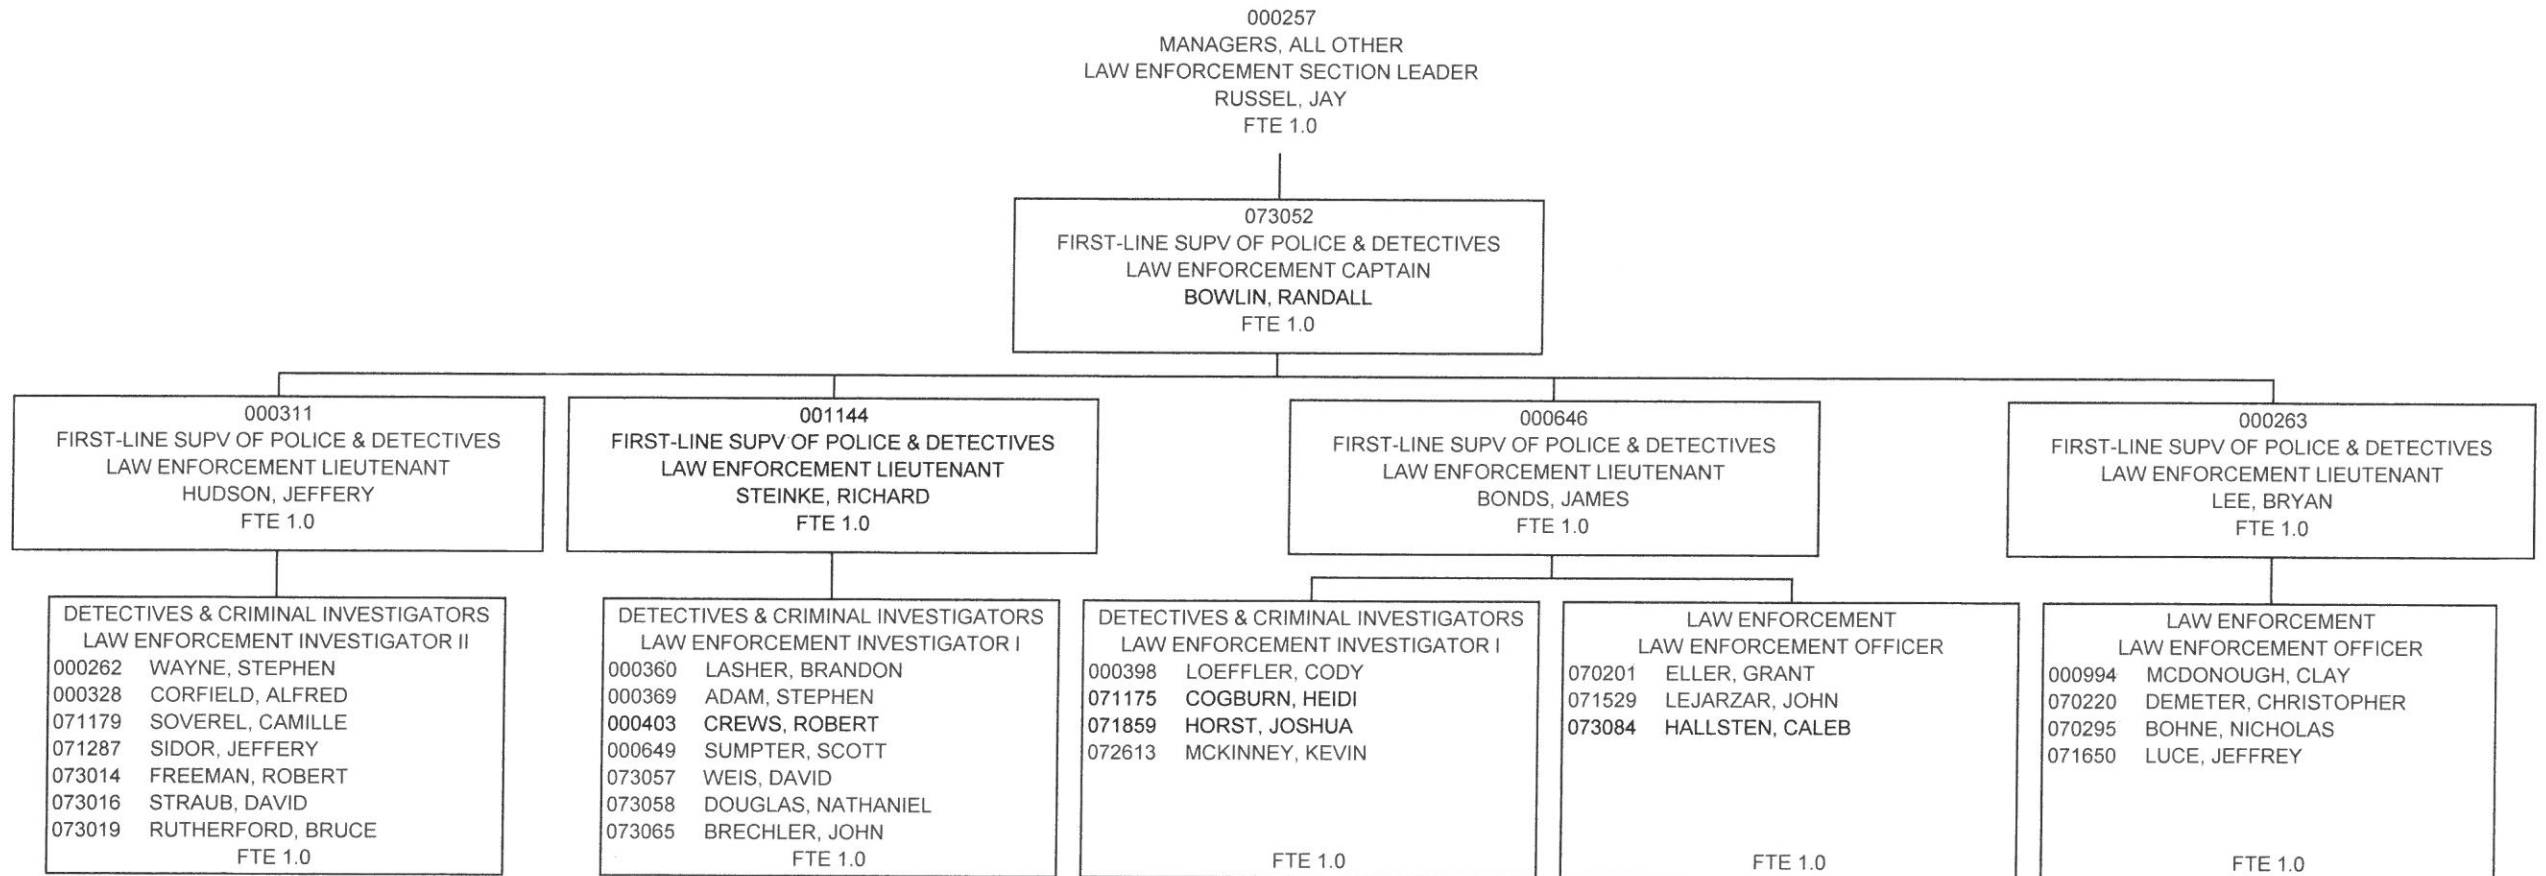 000257
MANAGERS, ALL OTHER
LAW ENFORCEMENT SECTION LEADER
RUSSEL, JAY
FTE 1.0
073052
FIRST-LINE SUPV OF POLICE & DETECTIVES
LAW ENFORCEMENT CAPTAIN
BOWLIN, RANDALL
FTE 1.0
000311
FIRST-LINE SUPV OF POLICE & DETECTIVES
LAW ENFORCEMENT LIEUTENANT
HUDSON, JEFFERY
FTE 1.0
001144
FIRST-LINE SUPV OF POLICE & DETECTIVES
LAW ENFORCEMENT LIEUTENANT
STEINKE, RICHARD
FTE 1.0
000646
FIRST-LINE SUPV OF POLICE & DETECTIVES
LAW ENFORCEMENT LIEUTENANT
BONDS, JAMES
FTE 1.0
000263
FIRST-LINE SUPV OF POLICE & DETECTIVES
LAW ENFORCEMENT LIEUTENANT
LEE, BRYAN
FTE 1.0
DETECTIVES & CRIMINAL INVESTIGATORS
LAW ENFORCEMENT INVESTIGATOR II
000262 WAYNE, STEPHEN
000328 CORFIELD, ALFRED
071179 SOVEREL, CAMILLE
071287 SIDOR, JEFFERY
073014 FREEMAN, ROBERT
073016 STRAUB, DAVID
073019 RUTHERFORD, BRUCE
FTE 1.0
DETECTIVES & CRIMINAL INVESTIGATORS
LAW ENFORCEMENT INVESTIGATOR I
000360 LASHER, BRANDON
000369 ADAM, STEPHEN
000403 CREWS, ROBERT
000649 SUMPTER, SCOTT
073057 WEIS, DAVID
073058 DOUGLAS, NATHANIEL
073065 BRECHLER, JOHN
FTE 1.0
DETECTIVES & CRIMINAL INVESTIGATORS
LAW ENFORCEMENT INVESTIGATOR I
000398 LOEFFLER, CODY
071175 COGBURN, HEIDI
071859 HORST, JOSHUA
072613 MCKINNEY, KEVIN
FTE 1.0
LAW ENFORCEMENT
LAW ENFORCEMENT OFFICER
070201 ELLER, GRANT
071529 LEJARZAR, JOHN
073084 HALLSTEN, CALEB
FTE 1.0
LAW ENFORCEMENT
LAW ENFORCEMENT OFFICER
000994 MCDONOUGH, CLAY
070220 DEMETER, CHRISTOPHER
070295 BOHNE, NICHOLAS
071650 LUCE, JEFFREY
FTE 1.0